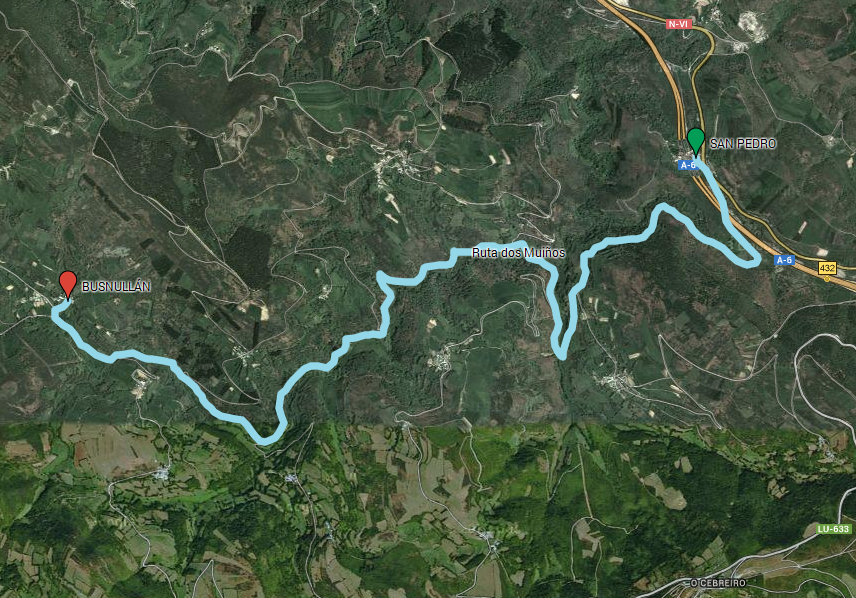 N-VI
SAN PEDRO
A-6
Ruta dos Muiños
A-6
432
BUSNULLÁN
LU-633
O CEBREIRO